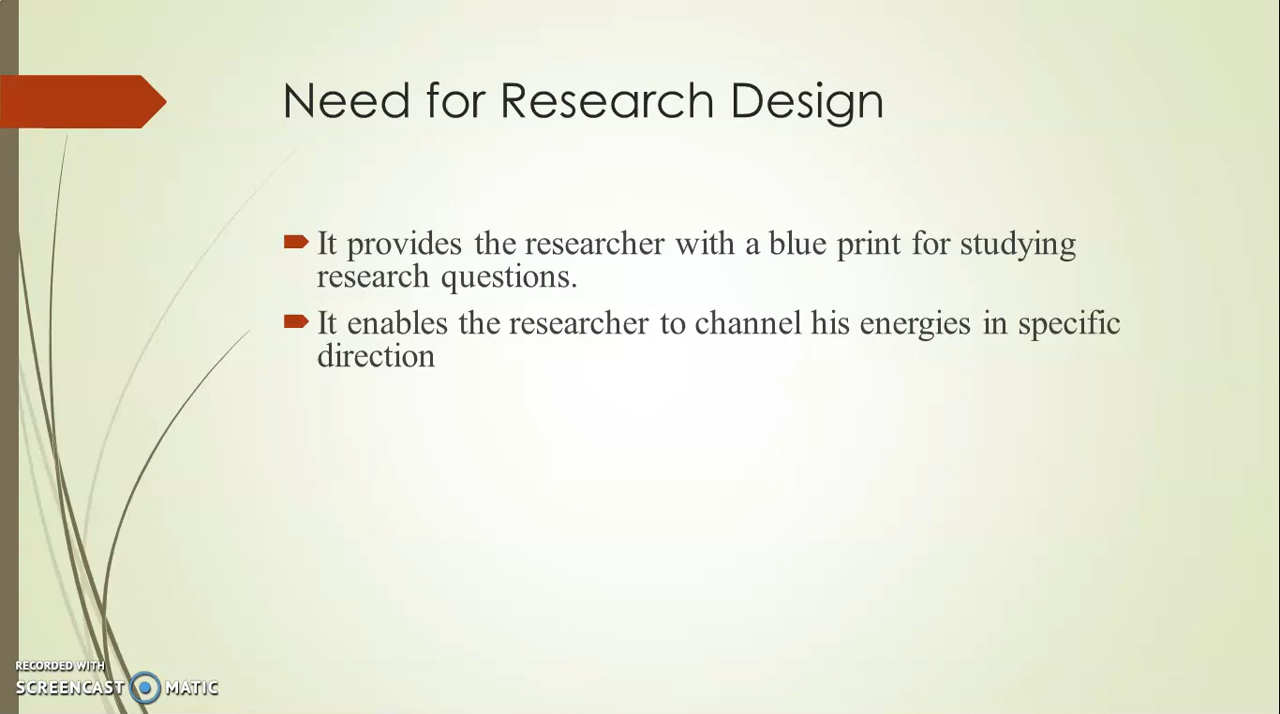 Need for Research Design
It provides the researcher with a blue print for studying
research questions.
It enables the researcher to channel his energies in specific
direction
RECORDED WITH
SCREENCAST MATIC